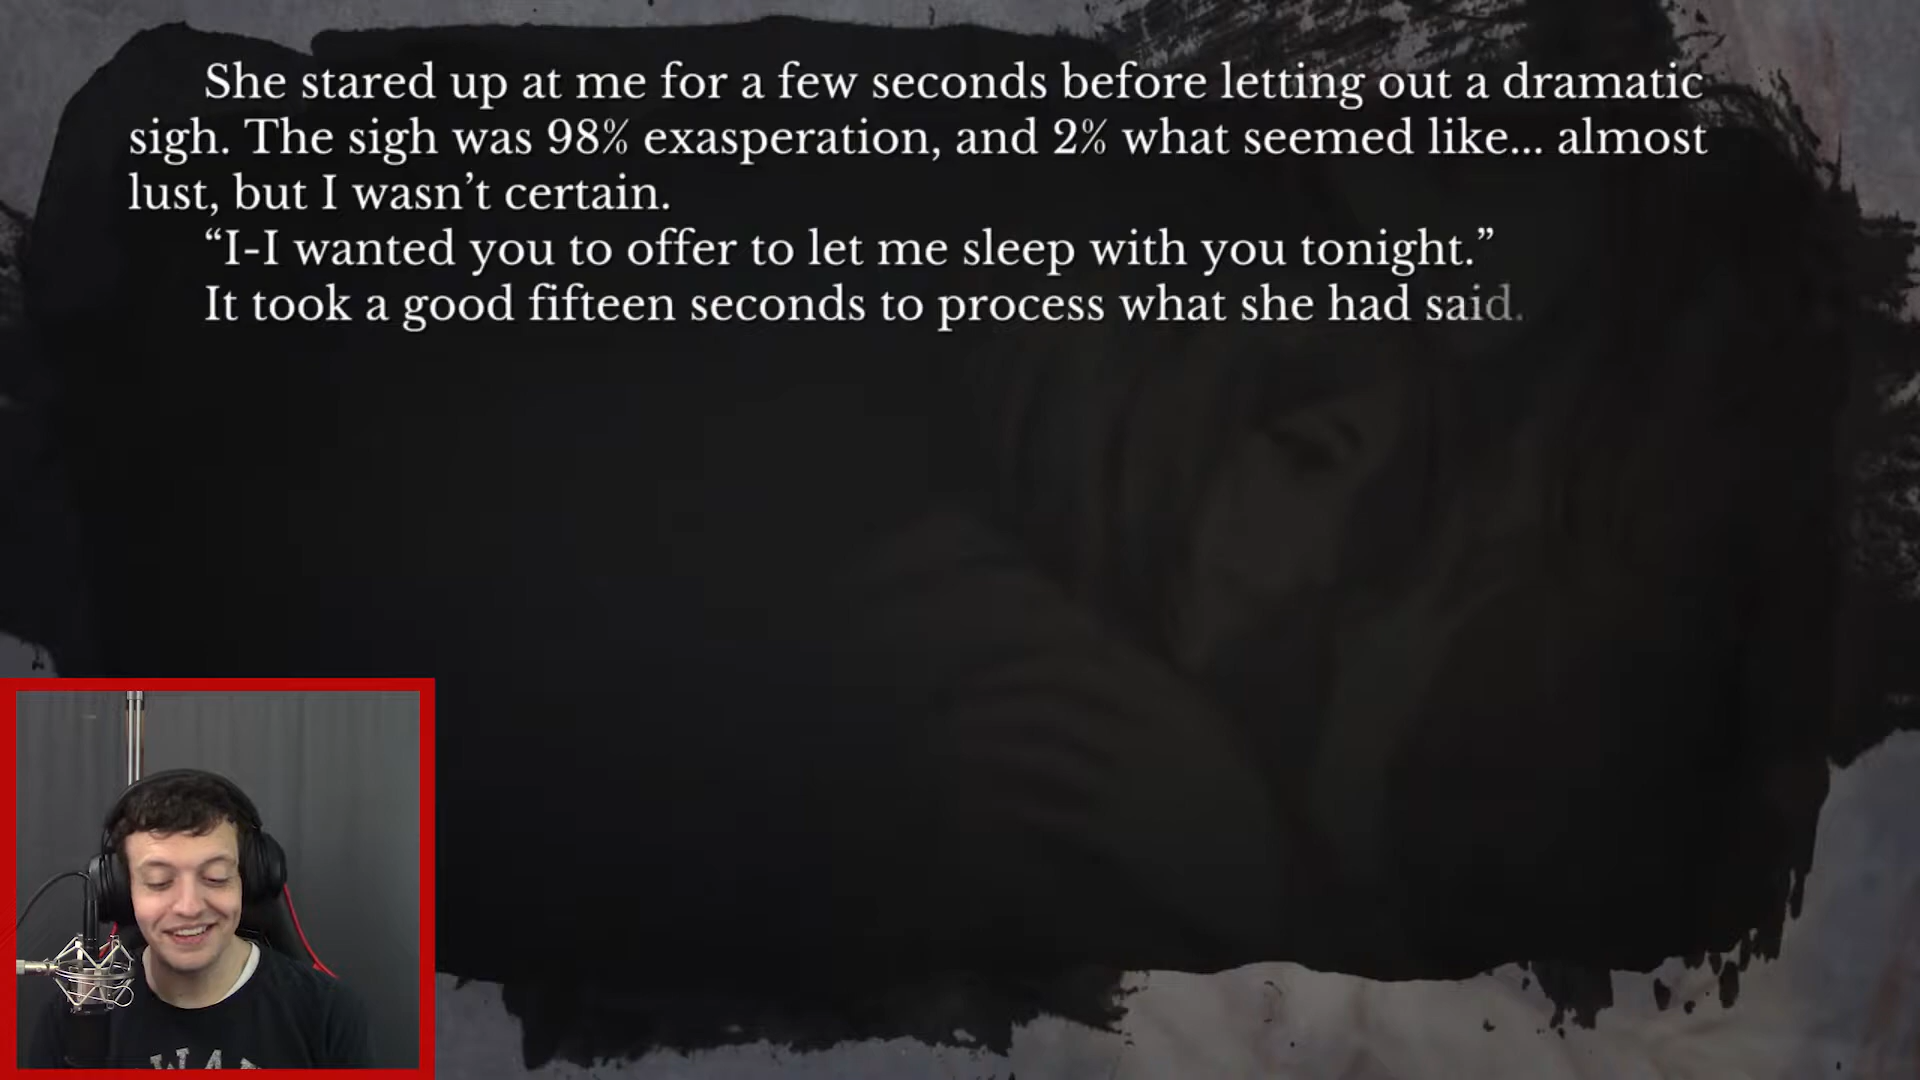 She stared up at me for a few seconds before letting out a dramatic
sigh. The sigh was 98% exasperation, and 2% what seemed like... almost
lust, but I wasn’t certain.
“I-I wanted you to offer to let me sleep with you tonight.”
It took a good fifteen seconds to process what she had said.